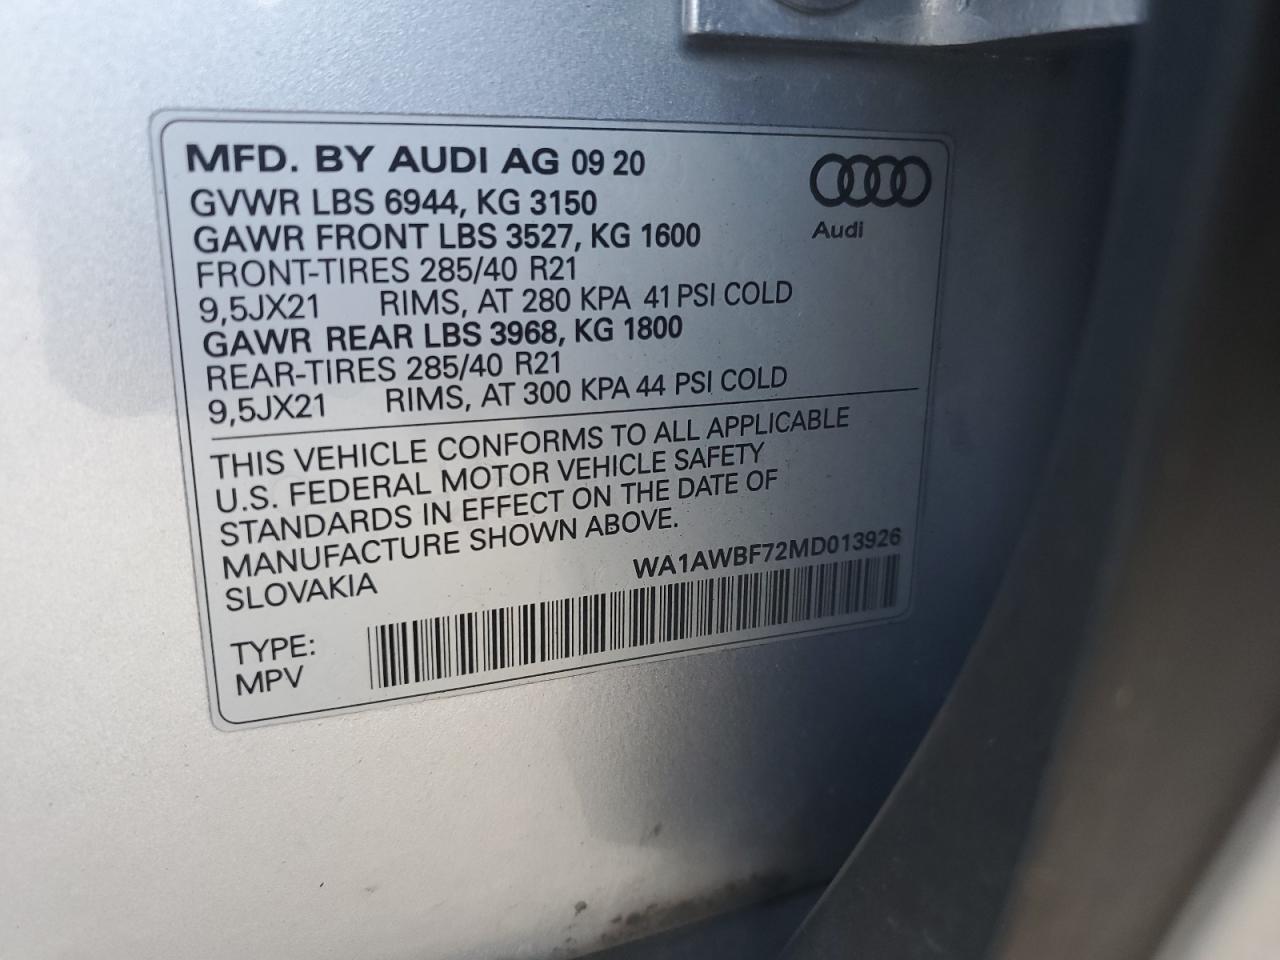 MFD. BY AUDI AG 09 20
GVWR LBS 6944, KG 3150
GAWR FRONT LBS 3527, KG 1600
FRONT-TIRES 285/40 R21
9,5JX21 RIMS, AT 280 KPA 41 PSI COLD
GAWR REAR LBS 3968, KG 1800
REAR-TIRES 285/40 R21
9,5JX21 RIMS, AT 300 KPA 44 PSI COLD
Audi
THIS VEHICLE CONFORMS TO ALL APPLICABLE
U.S. FEDERAL MOTOR VEHICLE SAFETY
STANDARDS IN EFFECT ON THE DATE OF
MANUFACTURE SHOWN ABOVE.
SLOVAKIA
WA1AWBF72MD013926
TYPE:
MPV